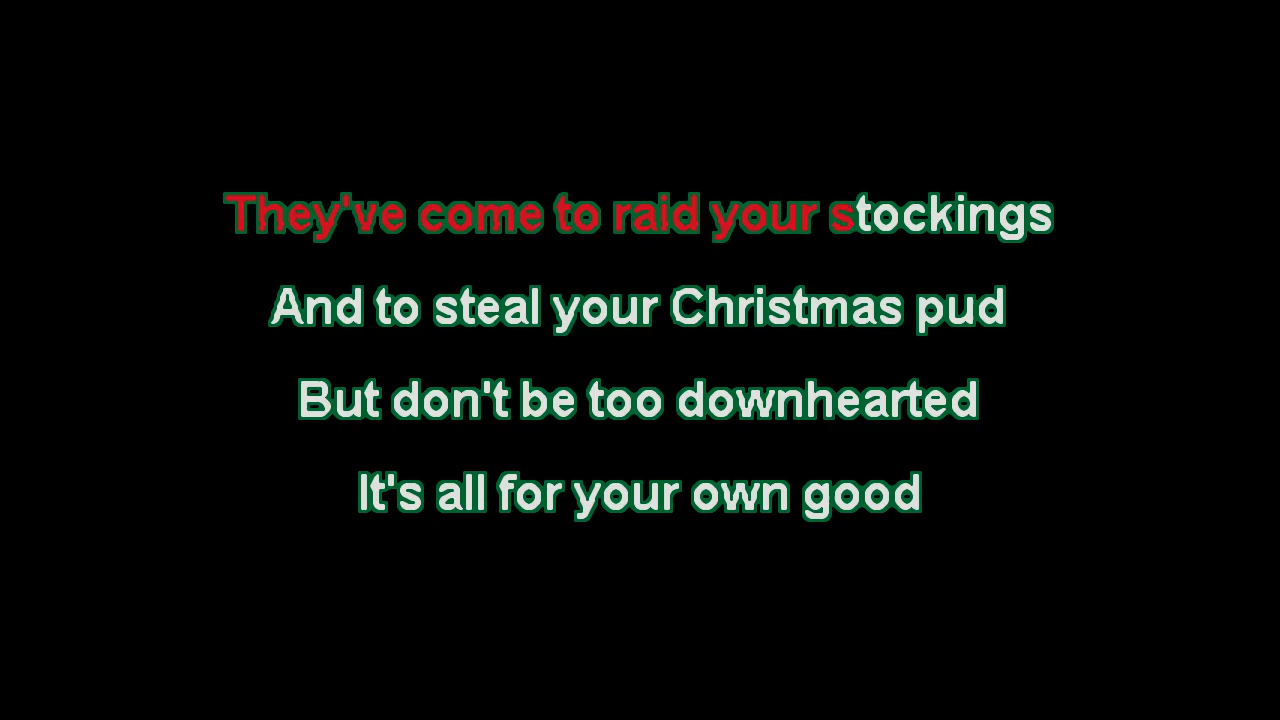 They've come to raid your stockings
And to steal your Christmas pud
But don't be too downhearted
It's all for your own good